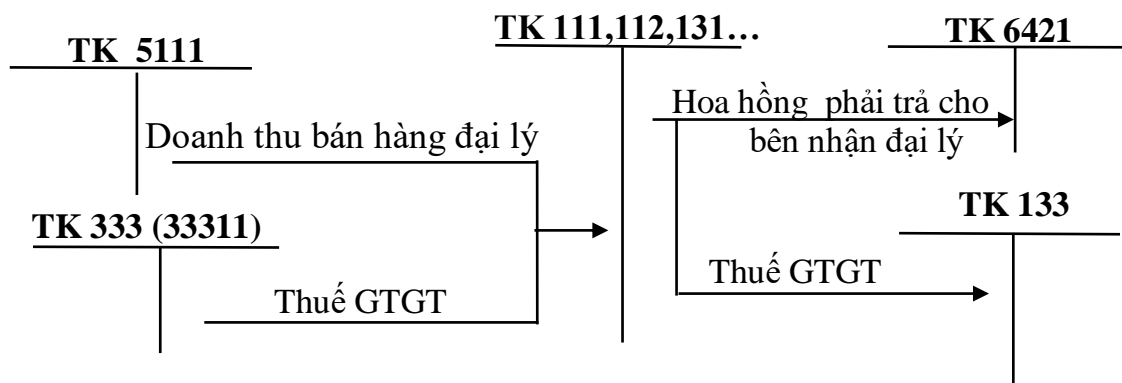 TK 5111
TK 111,112,131…
TK 6421
Doanh thu bán hàng đại lý
Hoa hồng phải trả cho
bên nhận đại lý
TK 333 (33311)
TK 133
Thuế GTGT
Thuế GTGT